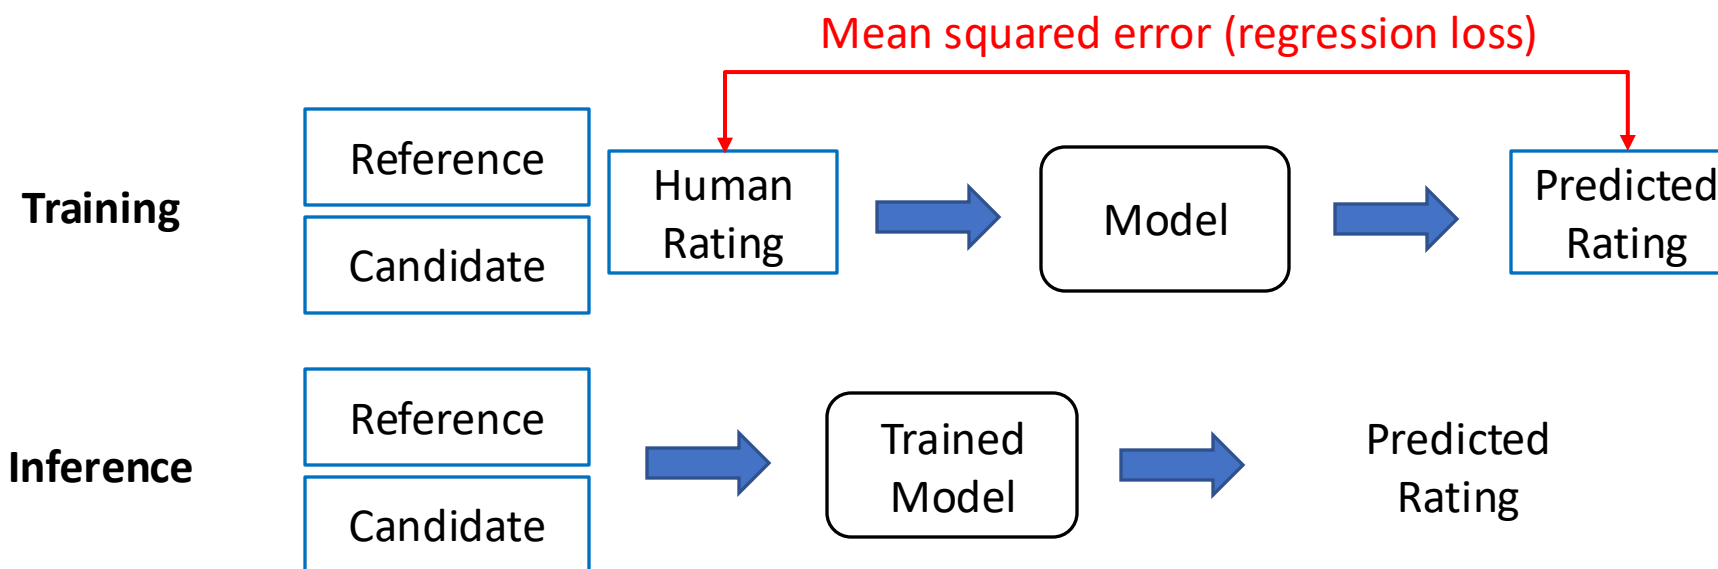 Mean squared error (regression loss)
Training
Reference
Candidate
Human
Rating
Model
Predicted
Rating
Inference
Reference
Candidate
Trained
Model
Predicted
Rating